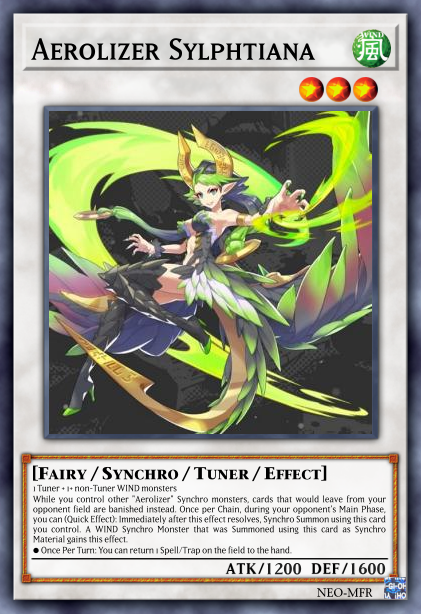 AEROLIZER SYLPHTIANA
WIND
風
[FAIRY / SYNCHRO / TUNER / EFFECT]
1 Tuner + 1+ non-Tuner WIND monsters
While you control other "Aerolizer" Synchro monsters, cards that would leave from your
opponent field are banished instead. Once per Chain, during your opponent's Main Phase,
you can (Quick Effect): Immediately after this effect resolves, Synchro Summon using this card
you control. A WIND Synchro Monster that was Summoned using this card as Synchro
Material gains this effect.
● Once Per Turn: You can return 1 Spell/Trap on the field to the hand.
ATK/1200 DEF/1600
NEO-MFR